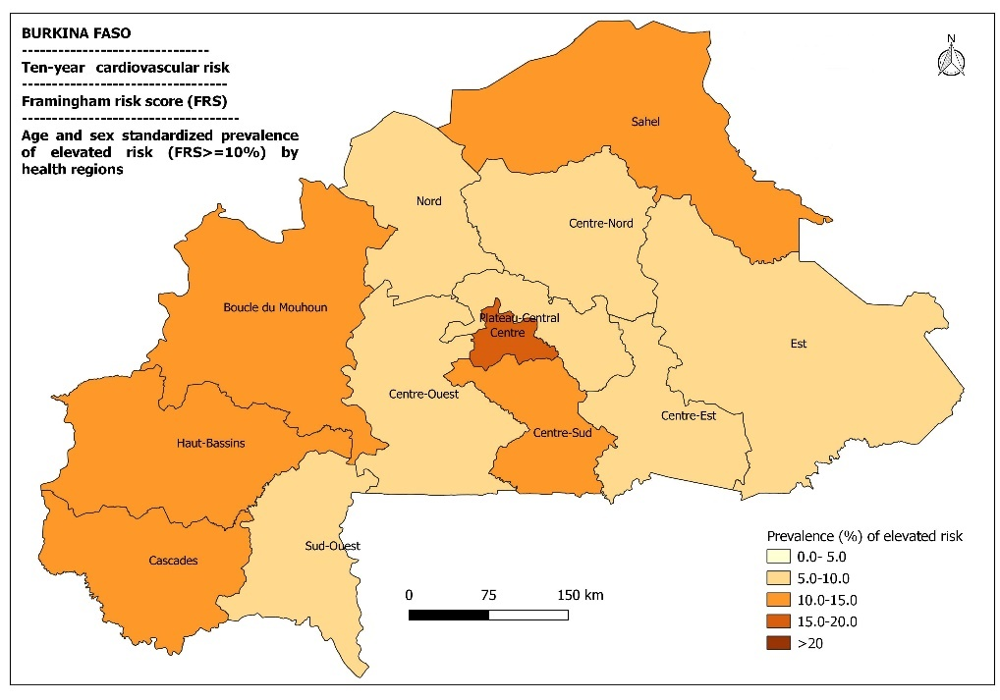 BURKINA FASO
-------------------------------
Ten-year cardiovascular risk
----------------------------------
Framingham risk score (FRS)
------------------------------------
Age and sex standardized prevalence
of elevated risk (FRS>=10%) by
health regions
N
Sahel
Nord
Centre-Nord
Boucle du Mouhoun
Plateau-Central
Centre
Est
Centre-Ouest
Centre-Est
Centre-Sud
Haut-Bassins
Sud-Ouest
Cascades
Prevalence (%) of elevated risk
0.0- 5.0
5.0-10.0
10.0-15.0
15.0-20.0
>20
0 75 150 km